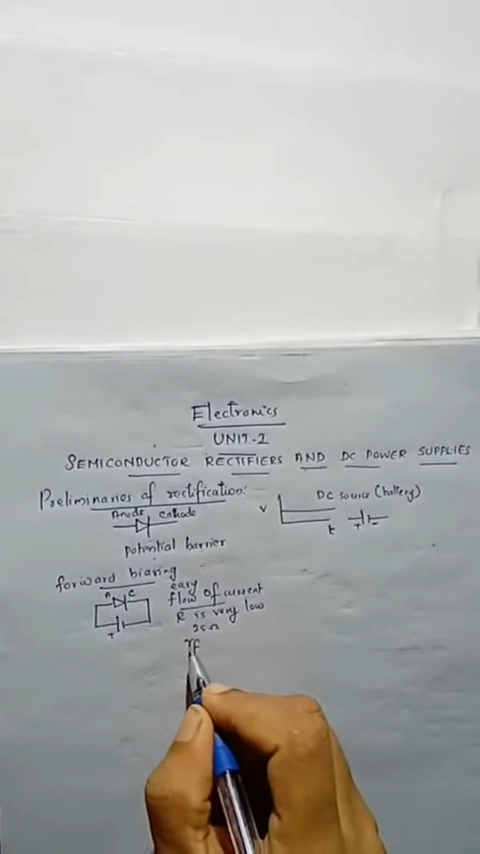 Electronics
UNIT-1
SEMICONDUCTOR RECTIFIERS AND DC POWER SUPPLIES
Preliminaries of rectification:
Anode cathode
potential barrier
V
DC source (battery)
t
+ -
forward biasing
A C
+
easy
flow of current
R is very low
25Ω
rf